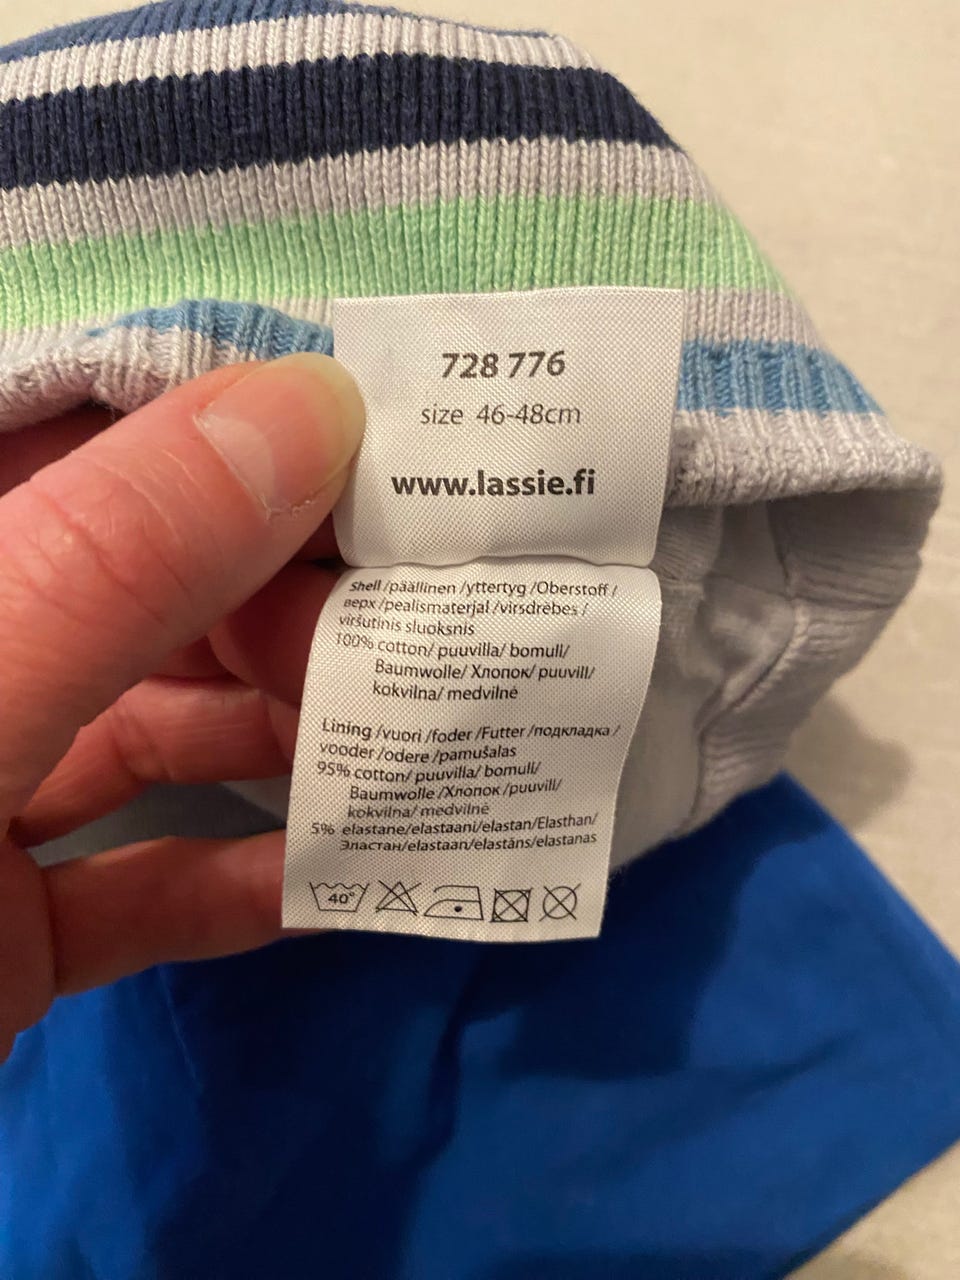 728 776
size 46-48cm
www.lassie.fi
Shell /päällinen /yttertyg /Oberstoff /
верх /pealismaterjal /virsdrēbes /
viršutinis sluoksnis
100% cotton/ puuvilla/ bomull/
Baumwolle/ Хлопок/ puuvill/
kokvilna/ medvilnė
Lining /vuori /foder /Futter /подкладка /
vooder /odere /pamušalas
95% cotton/ puuvilla/ bomull/
Baumwolle /Хлопок /puuvill/
kokvilna/ medvilnė
5% elastane/elastaani/elastan/Elasthan/
Эластан/elastaan/elastāns/elastanas
40°